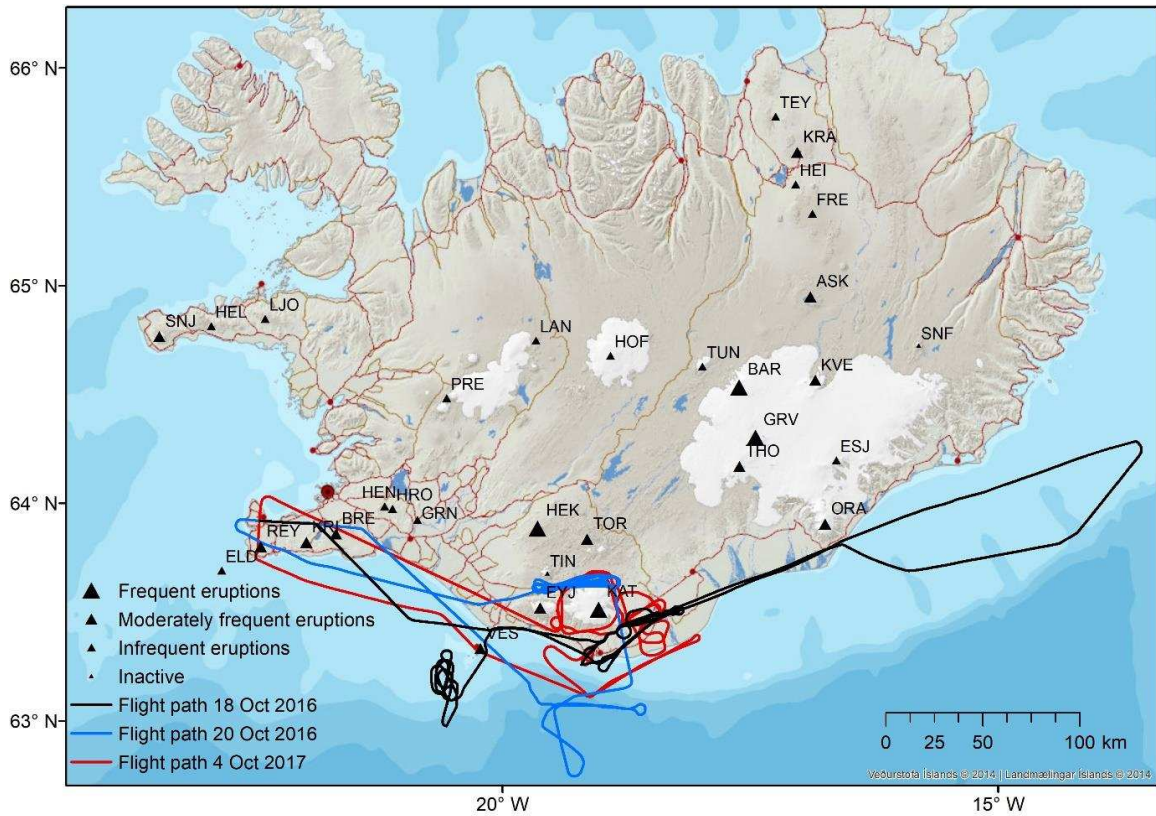 66° N
65° N
64° N
63° N
20° W
15° W
TEY
KRA
HEI
FRE
ASK
SNF
SNJ
HEL
LJO
LAN
HOF
TUN
BAR
KVE
PRE
GRV
THO
ESJ
ORA
HEN
HRO
GRN
BRE
KRI
REY
ELD
HEK
TOR
TIN
EYJ
KAT
VES
Frequent eruptions
Moderately frequent eruptions
Infrequent eruptions
Inactive
Flight path 18 Oct 2016
Flight path 20 Oct 2016
Flight path 4 Oct 2017
0 25 50 100 km
Veðurstofa Íslands © 2014 | Landmælingar Íslands © 2014